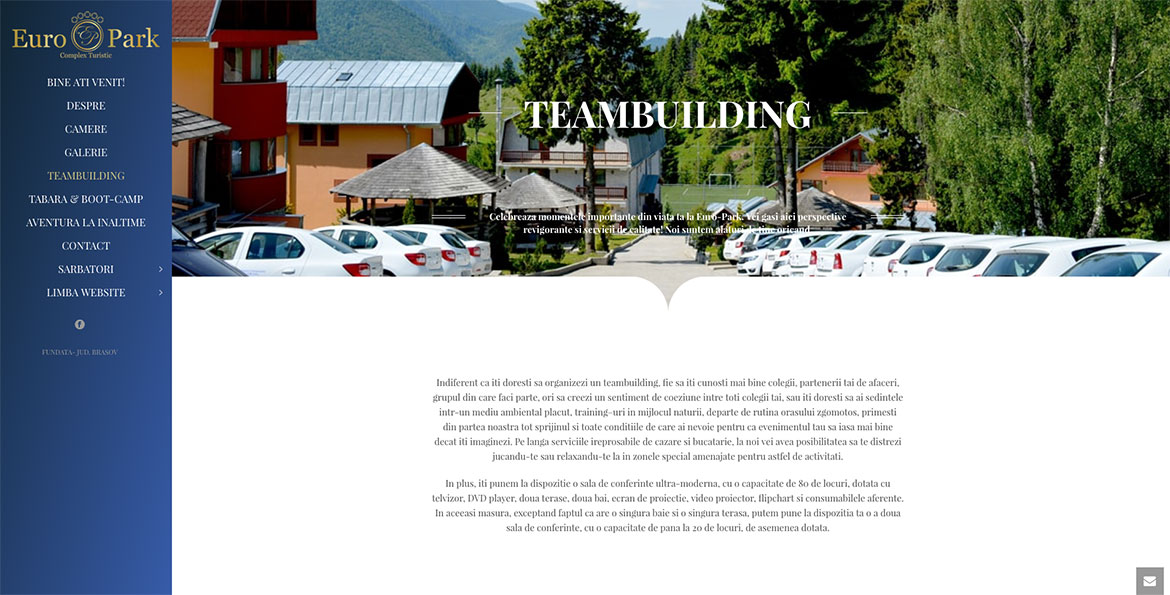 Euro Park
Complex Turistic
BINE ATI VENIT!
DESPRE
CAMERE
GALERIE
TEAMBUILDING
TABARA & BOOT-CAMP
AVENTURA LA INALTIME
CONTACT
SARBATORI
LIMBA WEBSITE
FUNDATA- JUD. BRASOV
TEAMBUILDING
Celebreaza momentele importante din viata ta la Euro-Park. Vei gasi aici perspective
revigorante si servicii de calitate! Noi suntem alaturi de tine oricand
Indiferent ca iti doresti sa organizezi un teambuilding, fie sa iti cunosti mai bine colegii, partenerii tai de afaceri,
grupul din care faci parte, ori sa creezi un sentiment de coeziune intre toti colegii tai, sau iti doresti sa ai sedintele
intr-un mediu ambiental placut, training-uri in mijlocul naturii, departe de rutina orasului zgomotos, primesti
din partea noastra tot sprijinul si toate conditiile de care ai nevoie pentru ca evenimentul tau sa iasa mai bine
decat iti imaginezi. Pe langa serviciile ireprosabile de cazare si bucatarie, la noi vei avea posibilitatea sa te distrezi
jucandu-te sau relaxandu-te la in zonele special amenajate pentru astfel de activitati.
In plus, iti punem la dispozitie o sala de conferinte ultra-moderna, cu o capacitate de 80 de locuri, dotata cu
telvizor, DVD player, doua terase, doua bai, ecran de proiectie, video proiector, flipchart si consumabilele aferente.
In aceeasi masura, exceptand faptul ca are o singura baie si o singura terasa, putem pune la dispozitia ta o a doua
sala de conferinte, cu o capacitate de pana la 20 de locuri, de asemenea dotata.